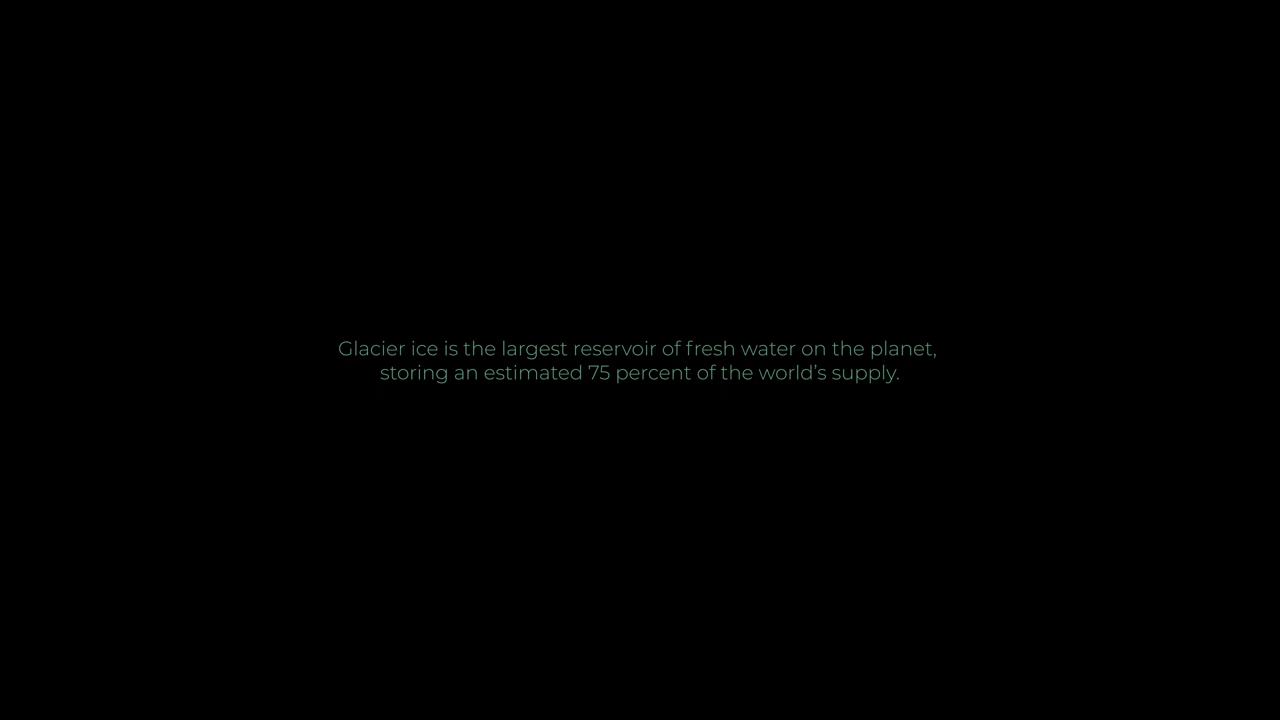 Glacier ice is the largest reservoir of fresh water on the planet,
storing an estimated 75 percent of the world’s supply.